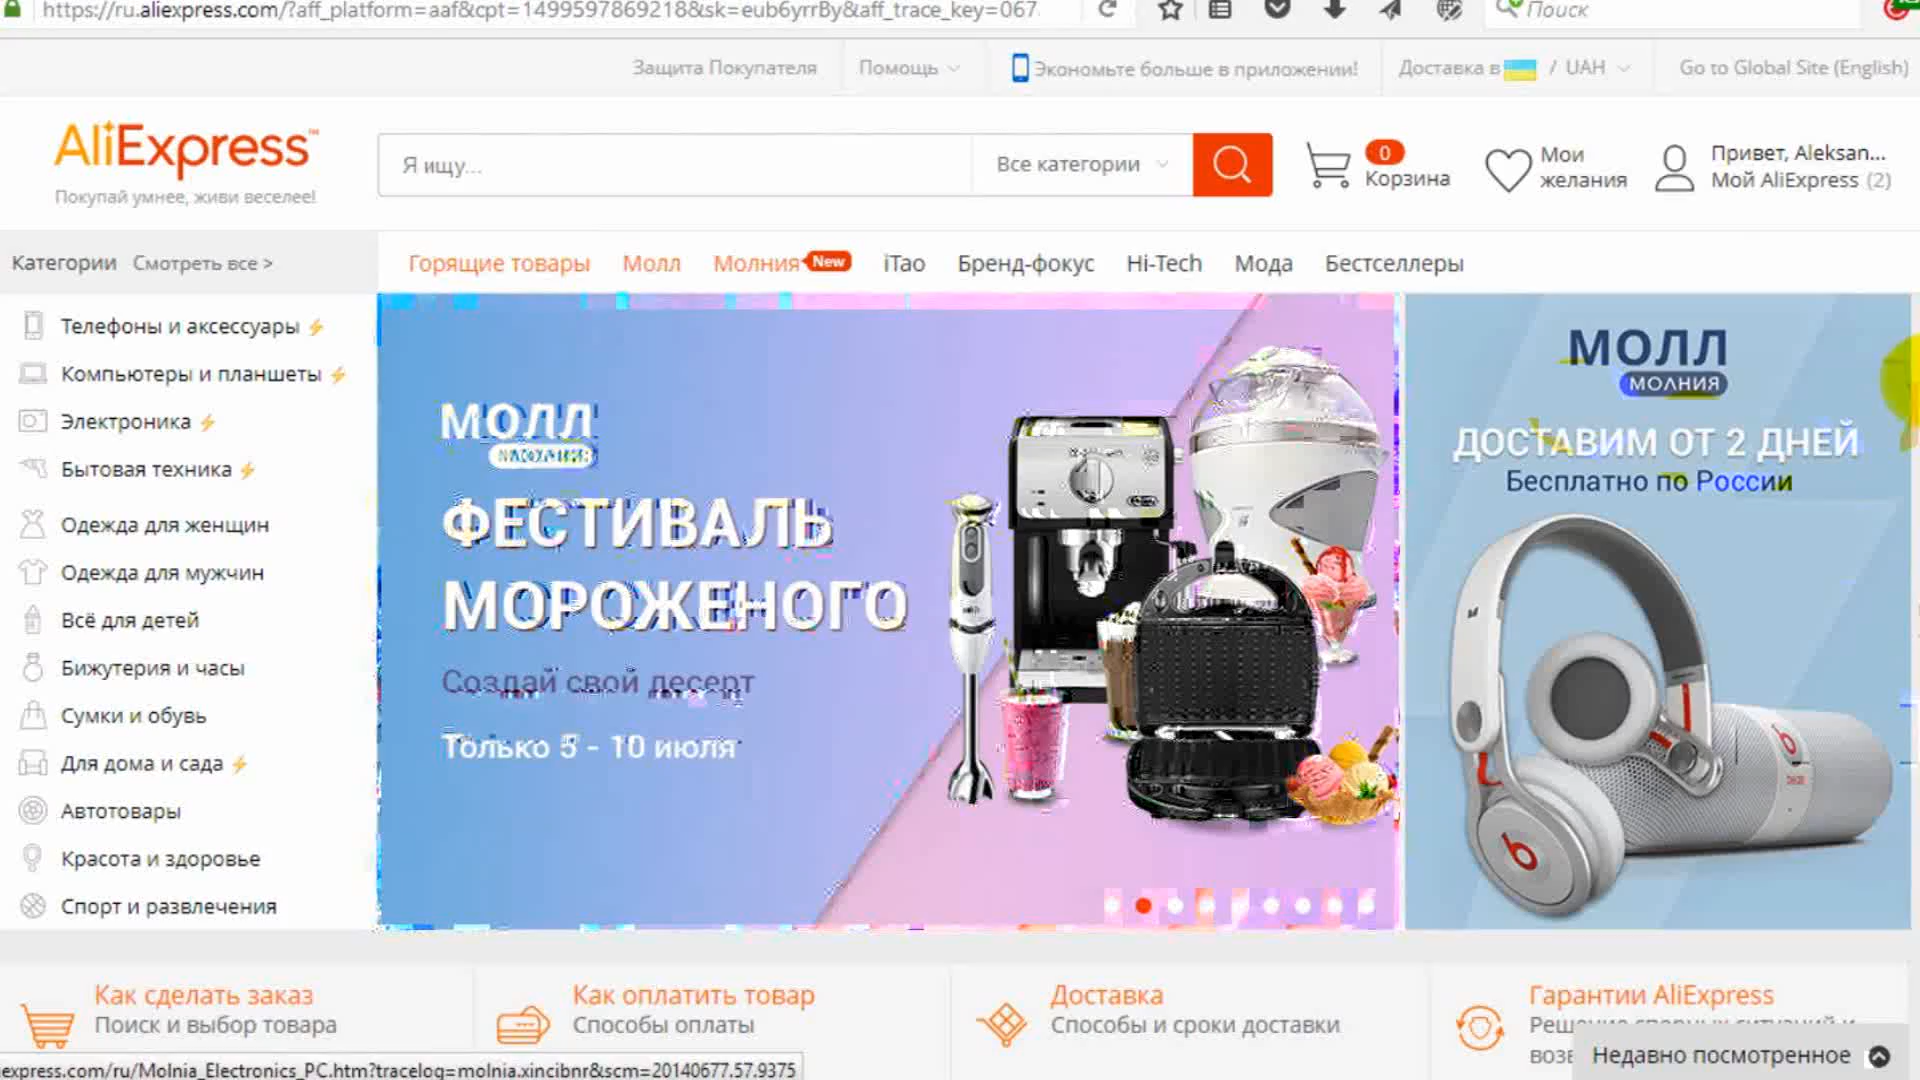 https://ru.aliexpress.com/?aff_platform=aaf&cpt=1499597869218&sk=eub6yrrBy&aff_trace_key=067
Поиск
Защита Покупателя
Помощь
Экономьте больше в приложении!
Доставка в / UAH
Go to Global Site (English)
AliExpress™
Покупай умнее, живи веселее!
Я ищу...
Все категории
0
Корзина
Мои
желания
Привет, Aleksan...
Мой AliExpress (2)
Категории Смотреть все >
Горящие товары
Молл
Молния New
iTao
Бренд-фокус
Hi-Tech
Мода
Бестселлеры
Телефоны и аксессуары
Компьютеры и планшеты
Электроника
Бытовая техника
Одежда для женщин
Одежда для мужчин
Всё для детей
Бижутерия и часы
Сумки и обувь
Для дома и сада
Автотовары
Красота и здоровье
Спорт и развлечения
МОЛЛ
МОЛНИЯ
ФЕСТИВАЛЬ
МОРОЖЕНОГО
Создай свой десерт
Только 5 - 10 июля
МОЛЛ
МОЛНИЯ
ДОСТАВИМ ОТ 2 ДНЕЙ
Бесплатно по России
Как сделать заказ
Поиск и выбор товара
Как оплатить товар
Способы оплаты
Доставка
Способы и сроки доставки
Гарантии AliExpress
Решение спорных ситуаций и
Недавно посмотренное
express.com/ru/Molnia_Electronics_PC.htm?tracelog=molnia.xincibnr&scm=20140677.57.9375